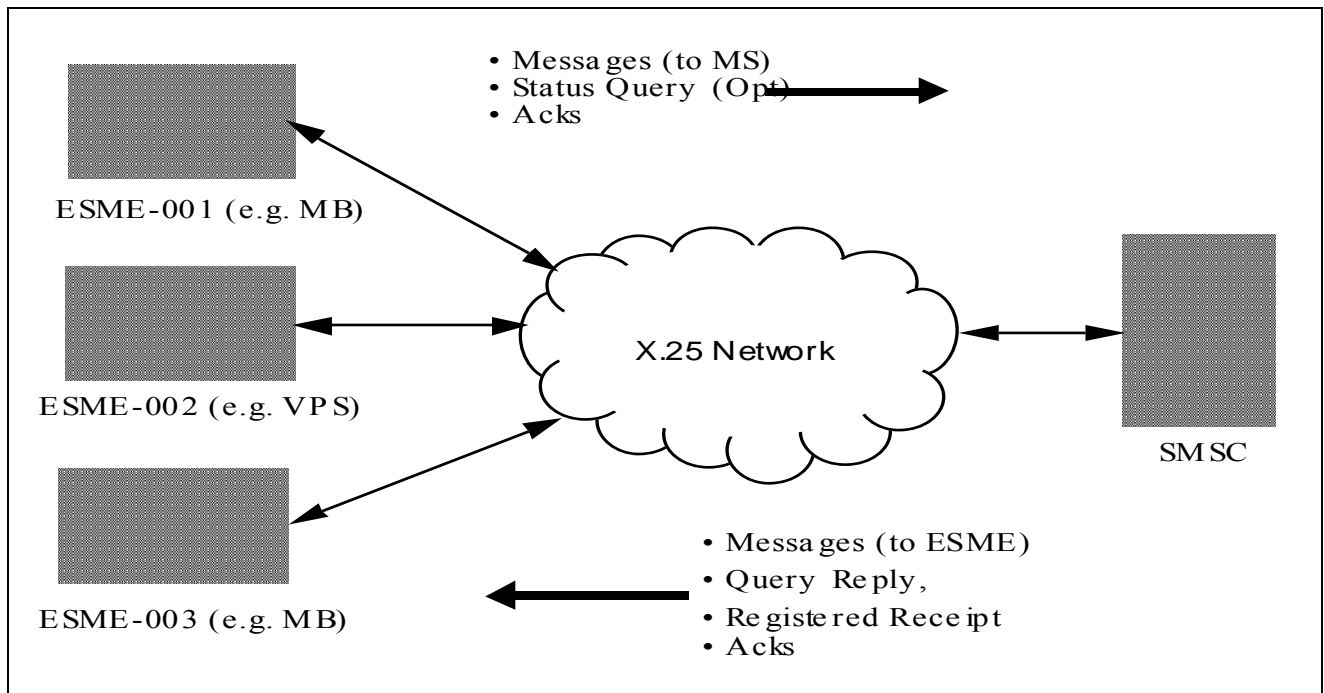 • Messages (to MS)
• Status Query (Opt)
• Acks
ESME-001 (e.g. MB)
ESME-002 (e.g. VPS)
X.25 Network
SMSC
ESME-003 (e.g. MB)
• Messages (to ESME)
• Query Reply,
• Registered Receipt
• Acks